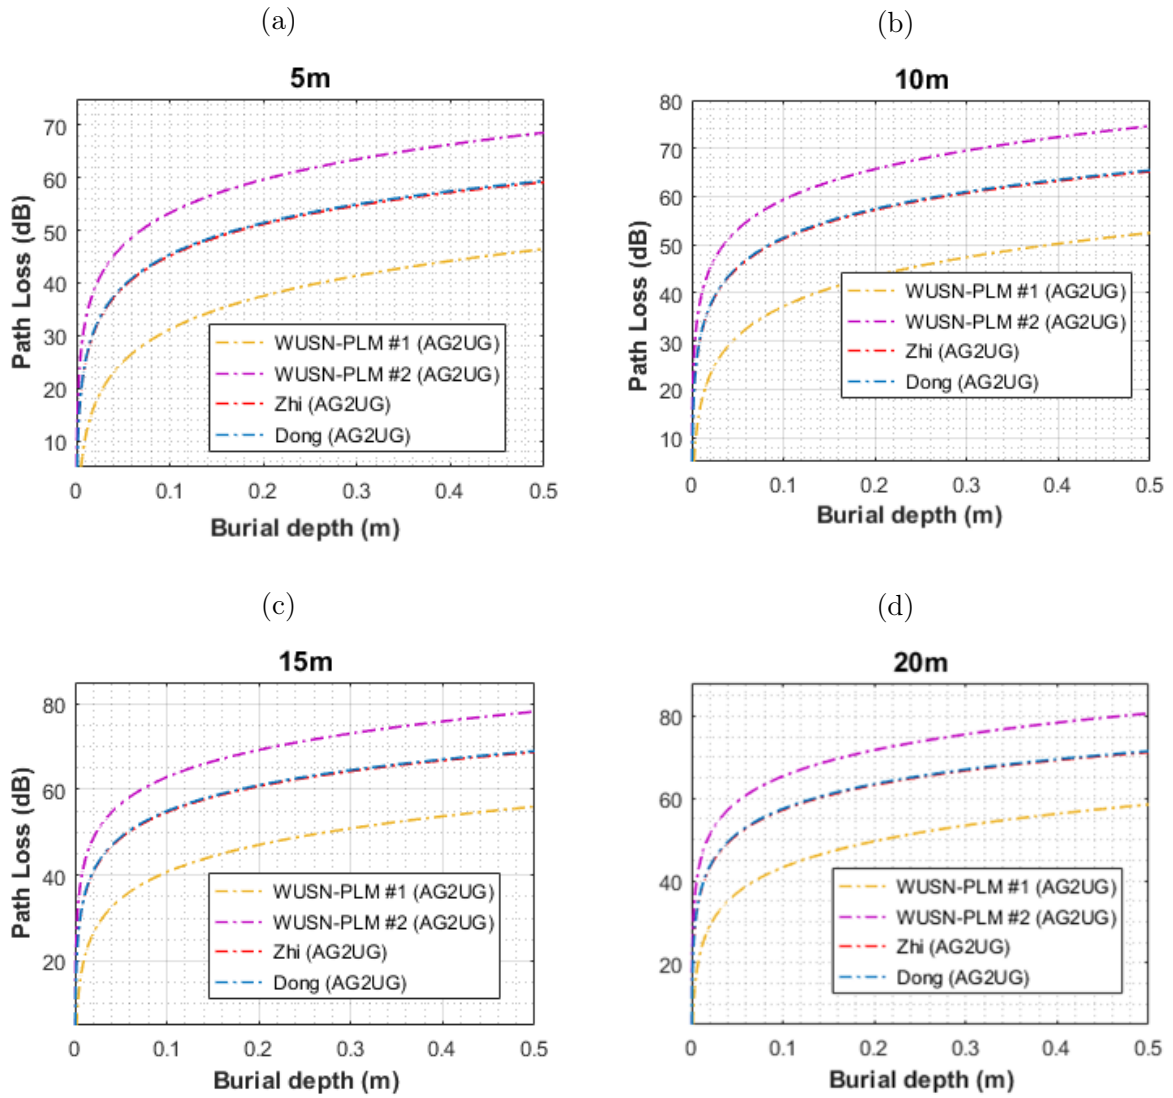 (a)
5m
Path Loss (dB)
70
60
50
40
30
20
10
WUSN-PLM #1 (AG2UG)
WUSN-PLM #2 (AG2UG)
Zhi (AG2UG)
Dong (AG2UG)
0 0.1 0.2 0.3 0.4 0.5
Burial depth (m)
(b)
10m
Path Loss (dB)
80
70
60
50
40
30
20
10
WUSN-PLM #1 (AG2UG)
WUSN-PLM #2 (AG2UG)
Zhi (AG2UG)
Dong (AG2UG)
0 0.1 0.2 0.3 0.4 0.5
Burial depth (m)
(c)
15m
Path Loss (dB)
80
60
40
20
WUSN-PLM #1 (AG2UG)
WUSN-PLM #2 (AG2UG)
Zhi (AG2UG)
Dong (AG2UG)
0 0.1 0.2 0.3 0.4 0.5
Burial depth (m)
(d)
20m
Path Loss (dB)
80
60
40
20
WUSN-PLM #1 (AG2UG)
WUSN-PLM #2 (AG2UG)
Zhi (AG2UG)
Dong (AG2UG)
0 0.1 0.2 0.3 0.4 0.5
Burial depth (m)